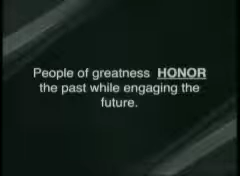 People of greatness HONOR
the past while engaging the
future.